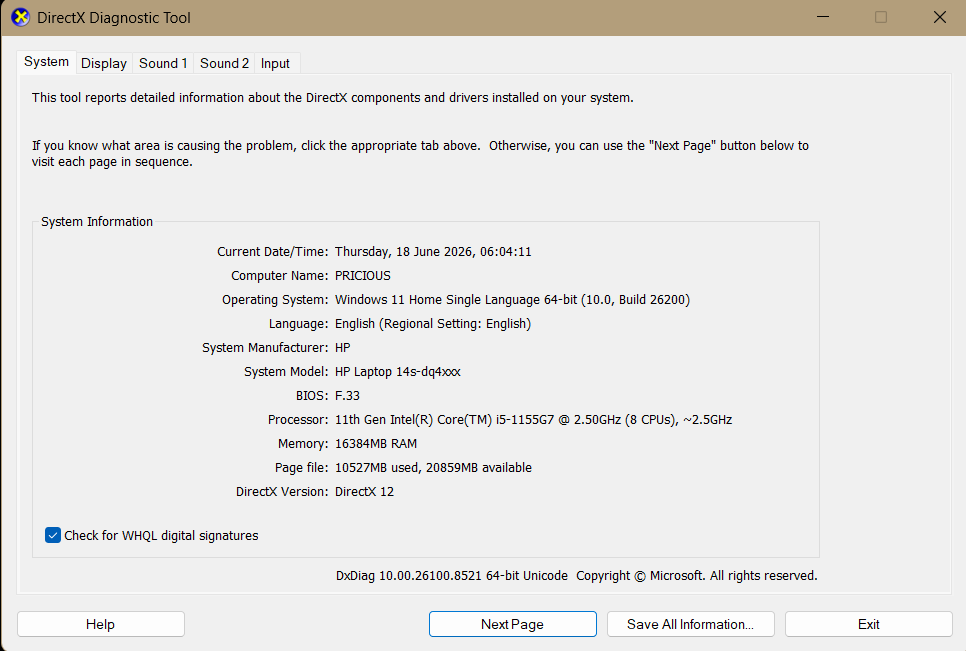 DirectX Diagnostic Tool
System Display Sound 1 Sound 2 Input
This tool reports detailed information about the DirectX components and drivers installed on your system.
If you know what area is causing the problem, click the appropriate tab above.  Otherwise, you can use the "Next Page" button below to
visit each page in sequence.
System Information
Current Date/Time: Thursday, 18 June 2026, 06:04:11
Computer Name: PRICIOUS
Operating System: Windows 11 Home Single Language 64-bit (10.0, Build 26200)
Language: English (Regional Setting: English)
System Manufacturer: HP
System Model: HP Laptop 14s-dq4xxx
BIOS: F.33
Processor: 11th Gen Intel(R) Core(TM) i5-1155G7 @ 2.50GHz (8 CPUs), ~2.5GHz
Memory: 16384MB RAM
Page file: 10527MB used, 20859MB available
DirectX Version: DirectX 12
Check for WHQL digital signatures
DxDiag 10.00.26100.8521 64-bit Unicode  Copyright © Microsoft. All rights reserved.
Help Next Page Save All Information... Exit